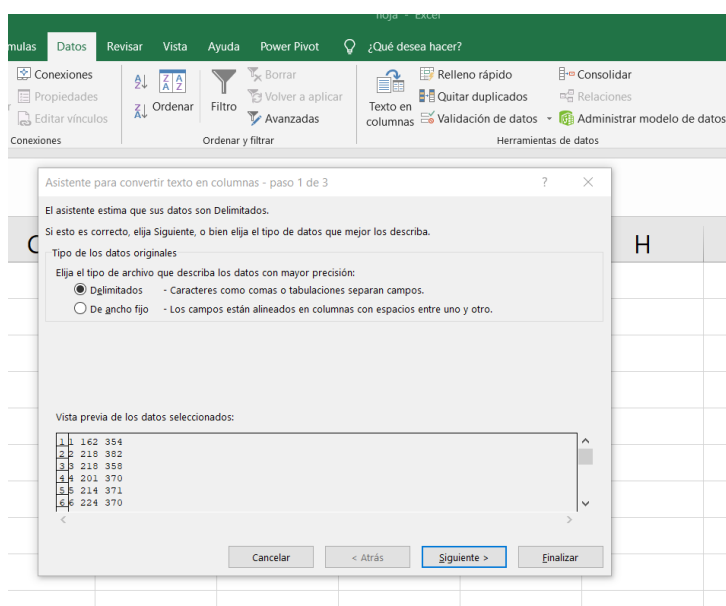 hoja - Excel
mulas Datos Revisar Vista Ayuda Power Pivot ¿Qué desea hacer?
Conexiones
Propiedades
Editar vínculos
Conexiones
Ordenar
Filtro
Borrar
Volver a aplicar
Avanzadas
Ordenar y filtrar
Texto en
columnas
Relleno rápido
Quitar duplicados
Validación de datos
Consolidar
Relaciones
Administrar modelo de datos
Herramientas de datos
H
Asistente para convertir texto en columnas - paso 1 de 3
El asistente estima que sus datos son Delimitados.
Si esto es correcto, elija Siguiente, o bien elija el tipo de datos que mejor los describa.
Tipo de los datos originales
Elija el tipo de archivo que describa los datos con mayor precisión:
Delimitados - Caracteres como comas o tabulaciones separan campos.
De ancho fijo - Los campos están alineados en columnas con espacios entre uno y otro.
Vista previa de los datos seleccionados:
1 1 162 354
2 2 218 382
3 3 218 358
4 4 201 370
5 5 214 371
6 6 224 370
Cancelar < Atrás Siguiente > Finalizar